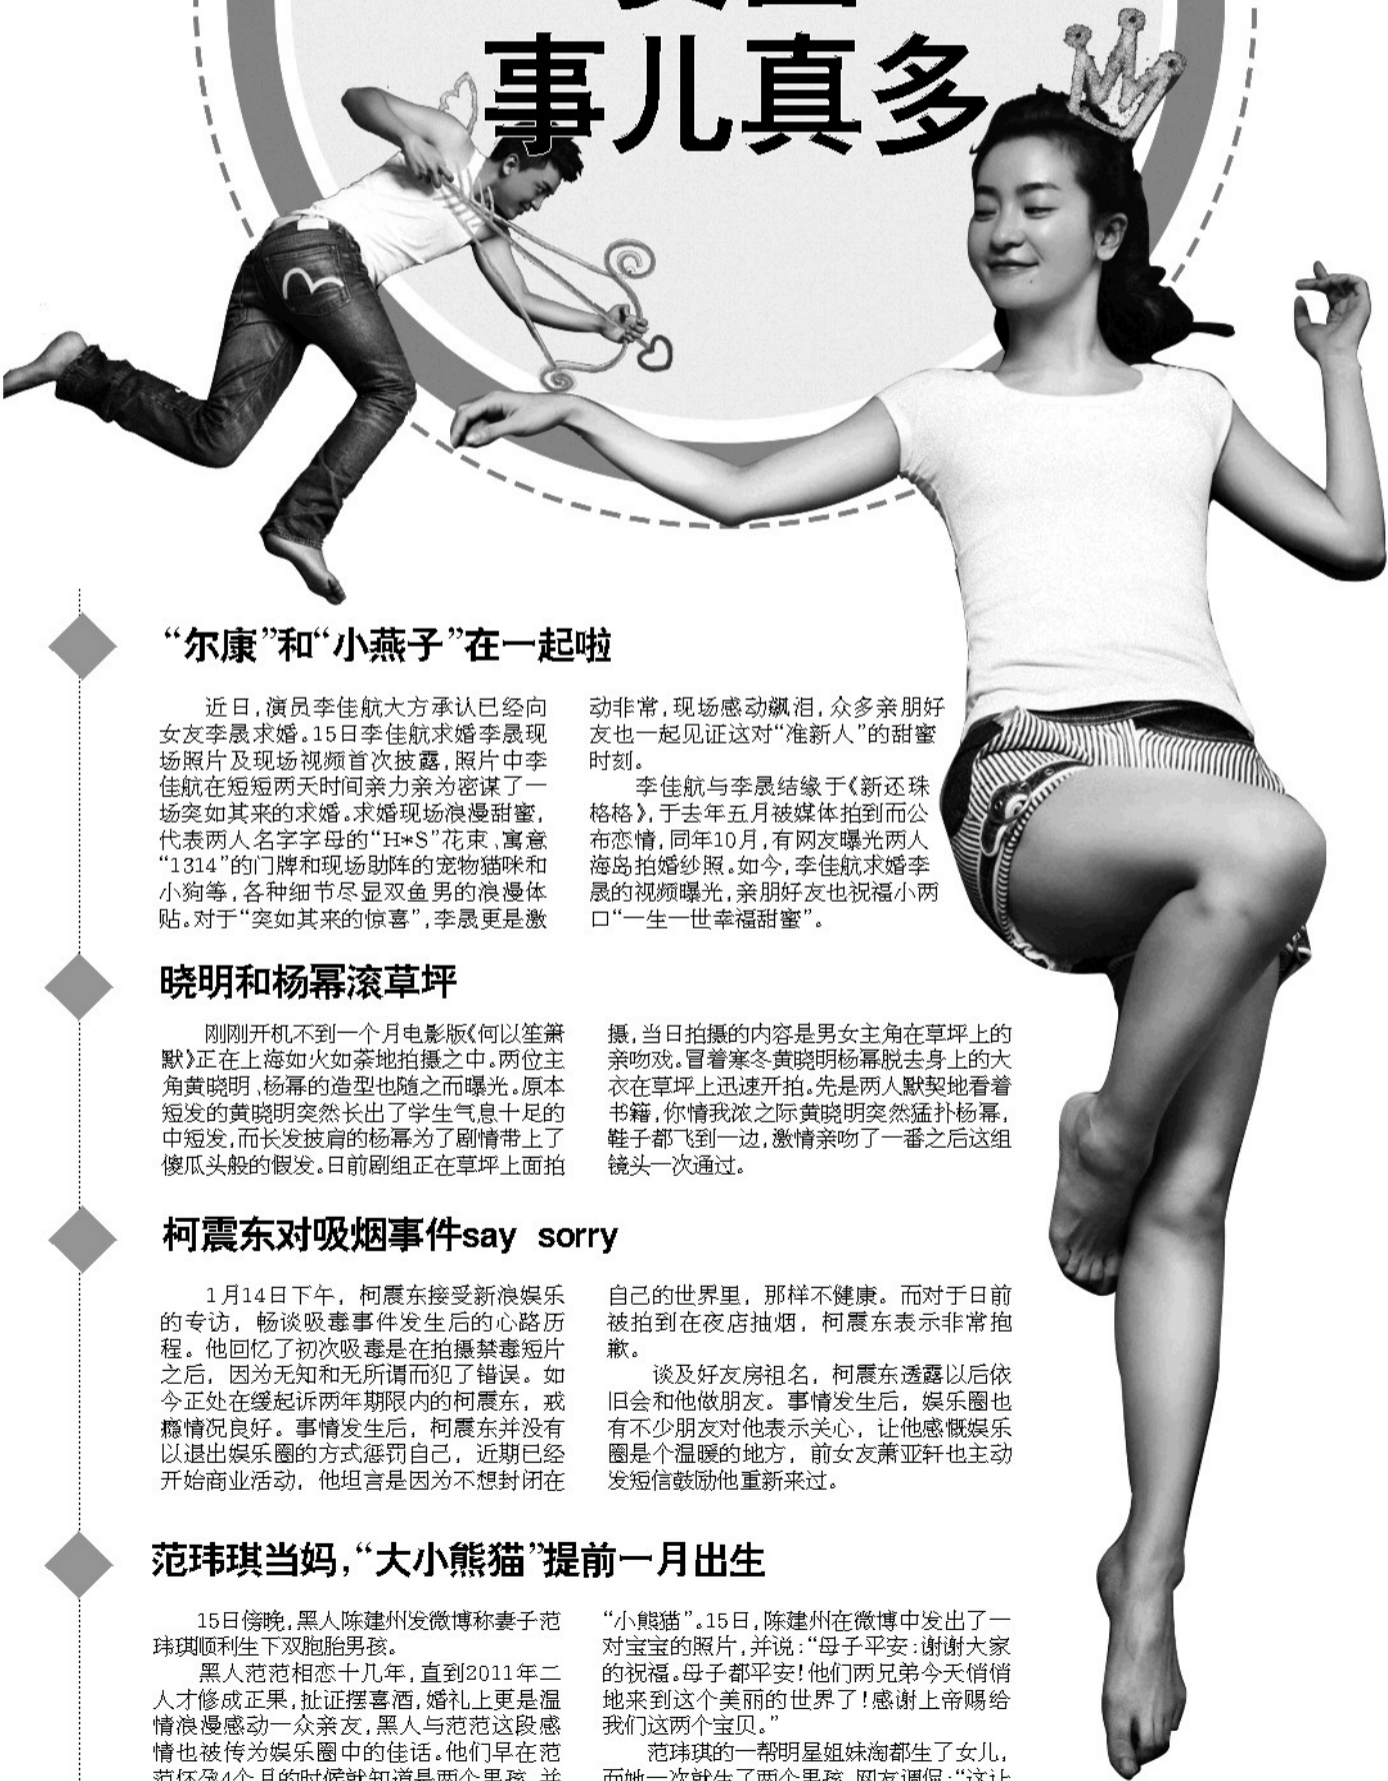 事儿真多
“尔康”和“小燕子”在一起啦
近日,演员李佳航大方承认已经向
女友李晟求婚。15日李佳航求婚李晟现
场照片及现场视频首次披露,照片中李
佳航在短短两天时间亲力亲为密谋了一
场突如其来的求婚。求婚现场浪漫甜蜜,
代表两人名字字母的“H*S”花束、寓意
“1314”的门牌和现场助阵的宠物猫咪和
小狗等,各种细节尽显双鱼男的浪漫体
贴。对于“突如其来的惊喜”,李晟更是激
动非常,现场感动飙泪,众多亲朋好
友也一起见证这对“准新人”的甜蜜
时刻。
李佳航与李晟结缘于《新还珠
格格》,于去年五月被媒体拍到而公
布恋情,同年10月,有网友曝光两人
海岛拍婚纱照。如今,李佳航求婚李
晟的视频曝光,亲朋好友也祝福小两
口“一生一世幸福甜蜜”。
晓明和杨幂滚草坪
刚刚开机不到一个月电影版《何以笙箫
默》正在上海如火如荼地拍摄之中。两位主
角黄晓明、杨幂的造型也随之而曝光。原本
短发的黄晓明突然长出了学生气息十足的
中短发,而长发披肩的杨幂为了剧情带上了
傻瓜头般的假发。日前剧组正在草坪上面拍
摄,当日拍摄的内容是男女主角在草坪上的
亲吻戏。冒着寒冬黄晓明杨幂脱去身上的大
衣在草坪上迅速开拍。先是两人默契地看着
书籍,你情我浓之际黄晓明突然猛扑杨幂,
鞋子都飞到一边,激情亲吻了一番之后这组
镜头一次通过。
柯震东对吸烟事件say sorry
1月14日下午，柯震东接受新浪娱乐
的专访，畅谈吸毒事件发生后的心路历
程。他回忆了初次吸毒是在拍摄禁毒短片
之后，因为无知和无所谓而犯了错误。如
今正处在缓起诉两年期限内的柯震东，戒
瘾情况良好。事情发生后，柯震东并没有
以退出娱乐圈的方式惩罚自己，近期已经
开始商业活动，他坦言是因为不想封闭在
自己的世界里，那样不健康。而对于日前
被拍到在夜店抽烟，柯震东表示非常抱
歉。
谈及好友房祖名，柯震东透露以后依
旧会和他做朋友。事情发生后，娱乐圈也
有不少朋友对他表示关心，让他感慨娱乐
圈是个温暖的地方，前女友萧亚轩也主动
发短信鼓励他重新来过。
范玮琪当妈,“大小熊猫”提前一月出生
15日傍晚,黑人陈建州发微博称妻子范
玮琪顺利生下双胞胎男孩。
黑人范范相恋十几年,直到2011年二
人才修成正果,扯证摆喜酒,婚礼上更是温
情浪漫感动一众亲友,黑人与范范这段感
情也被传为娱乐圈中的佳话。他们早在范
范怀孕4个月的时候就知道是两个男孩,并
“小熊猫”。15日,陈建州在微博中发出了一
对宝宝的照片,并说:“母子平安:谢谢大家
的祝福。母子都平安!他们两兄弟今天悄悄
地来到这个美丽的世界了!感谢上帝赐给
我们这两个宝贝。”
范玮琪的一帮明星姐妹淘都生了女儿,
而她一次就生了两个男孩,网友调侃:“这让